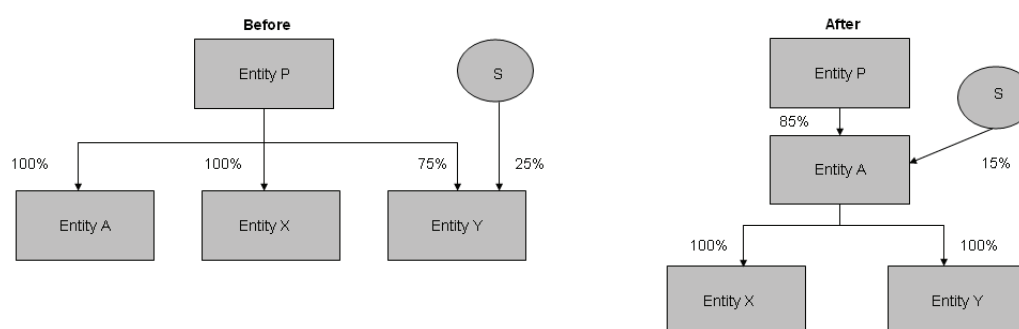 Before
Entity P
S
100%
100%
75%
25%
Entity A
Entity X
Entity Y
After
Entity P
S
85%
Entity A
15%
100%
100%
Entity X
Entity Y